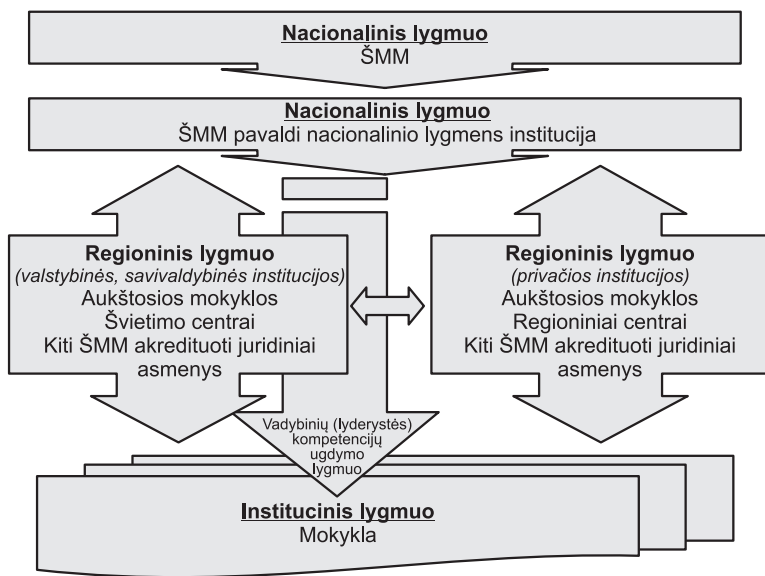 Nacionalinis lygmuo
ŠMM
Nacionalinis lygmuo
ŠMM pavaldi nacionalinio lygmens institucija
Regioninis lygmuo
(valstybinės, savivaldybinės institucijos)
Aukštosios mokyklos
Švietimo centrai
Kiti ŠMM akredituoti juridiniai
asmenys
Regioninis lygmuo
(privačios institucijos)
Aukštosios mokyklos
Regioniniai centrai
Kiti ŠMM akredituoti juridiniai
asmenys
Vadybinių (lyderystės)
kompetencijų
ugdymo
lygmuo
Institucinis lygmuo
Mokykla